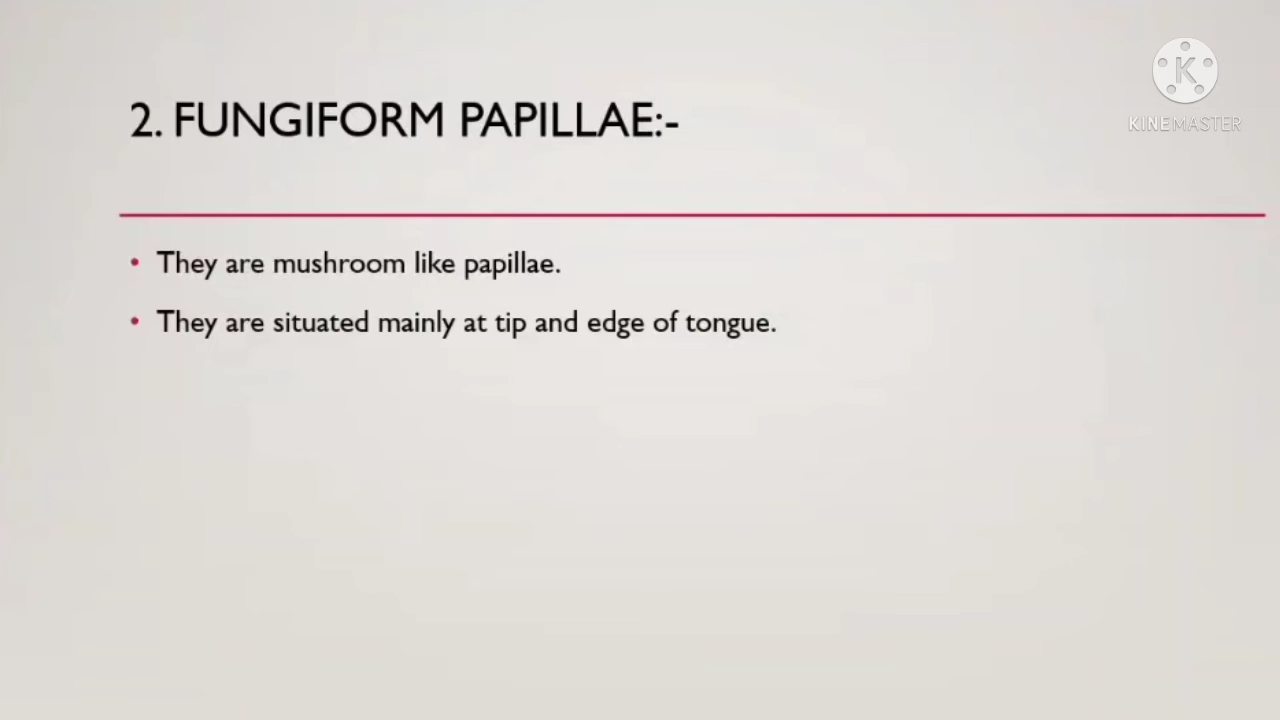 2. FUNGIFORM PAPILLAE:-
K
KINEMASTER
• They are mushroom like papillae.
• They are situated mainly at tip and edge of tongue.